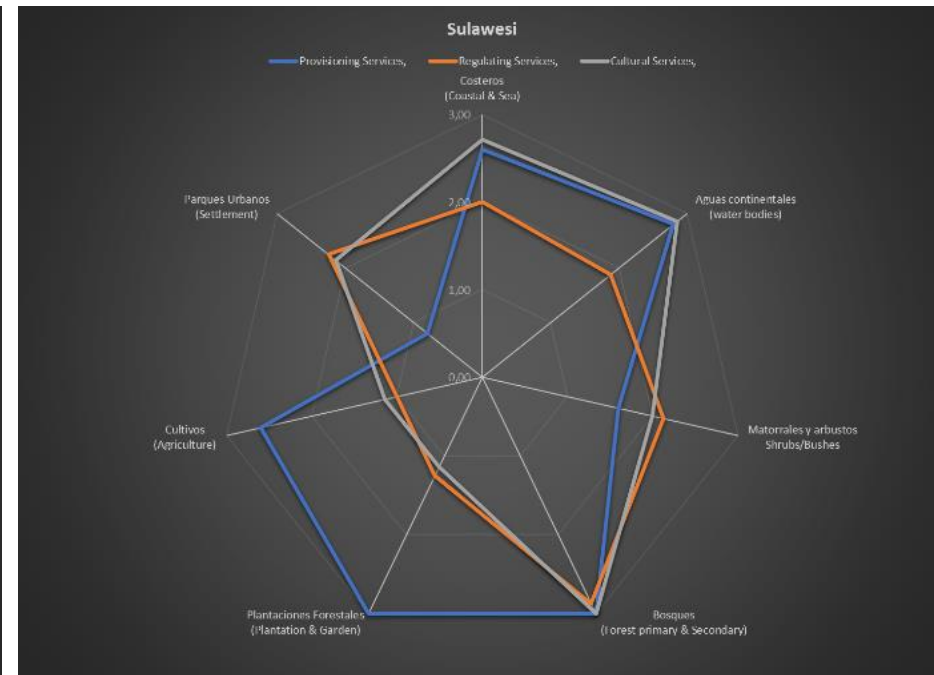 Sulawesi
Provisioning Services, Regulating Services, Cultural Services,
Costeros
(Coastal & Sea)
3,00
Parques Urbanos
(Settlement)
Aguas continentales
(water bodies)
2,00
1,00
0,00
Cultivos
(Agriculture)
Matorrales y arbustos
Shrubs/Bushes
Plantaciones Forestales
(Plantation & Garden)
Bosques
(Forest primary & Secondary)